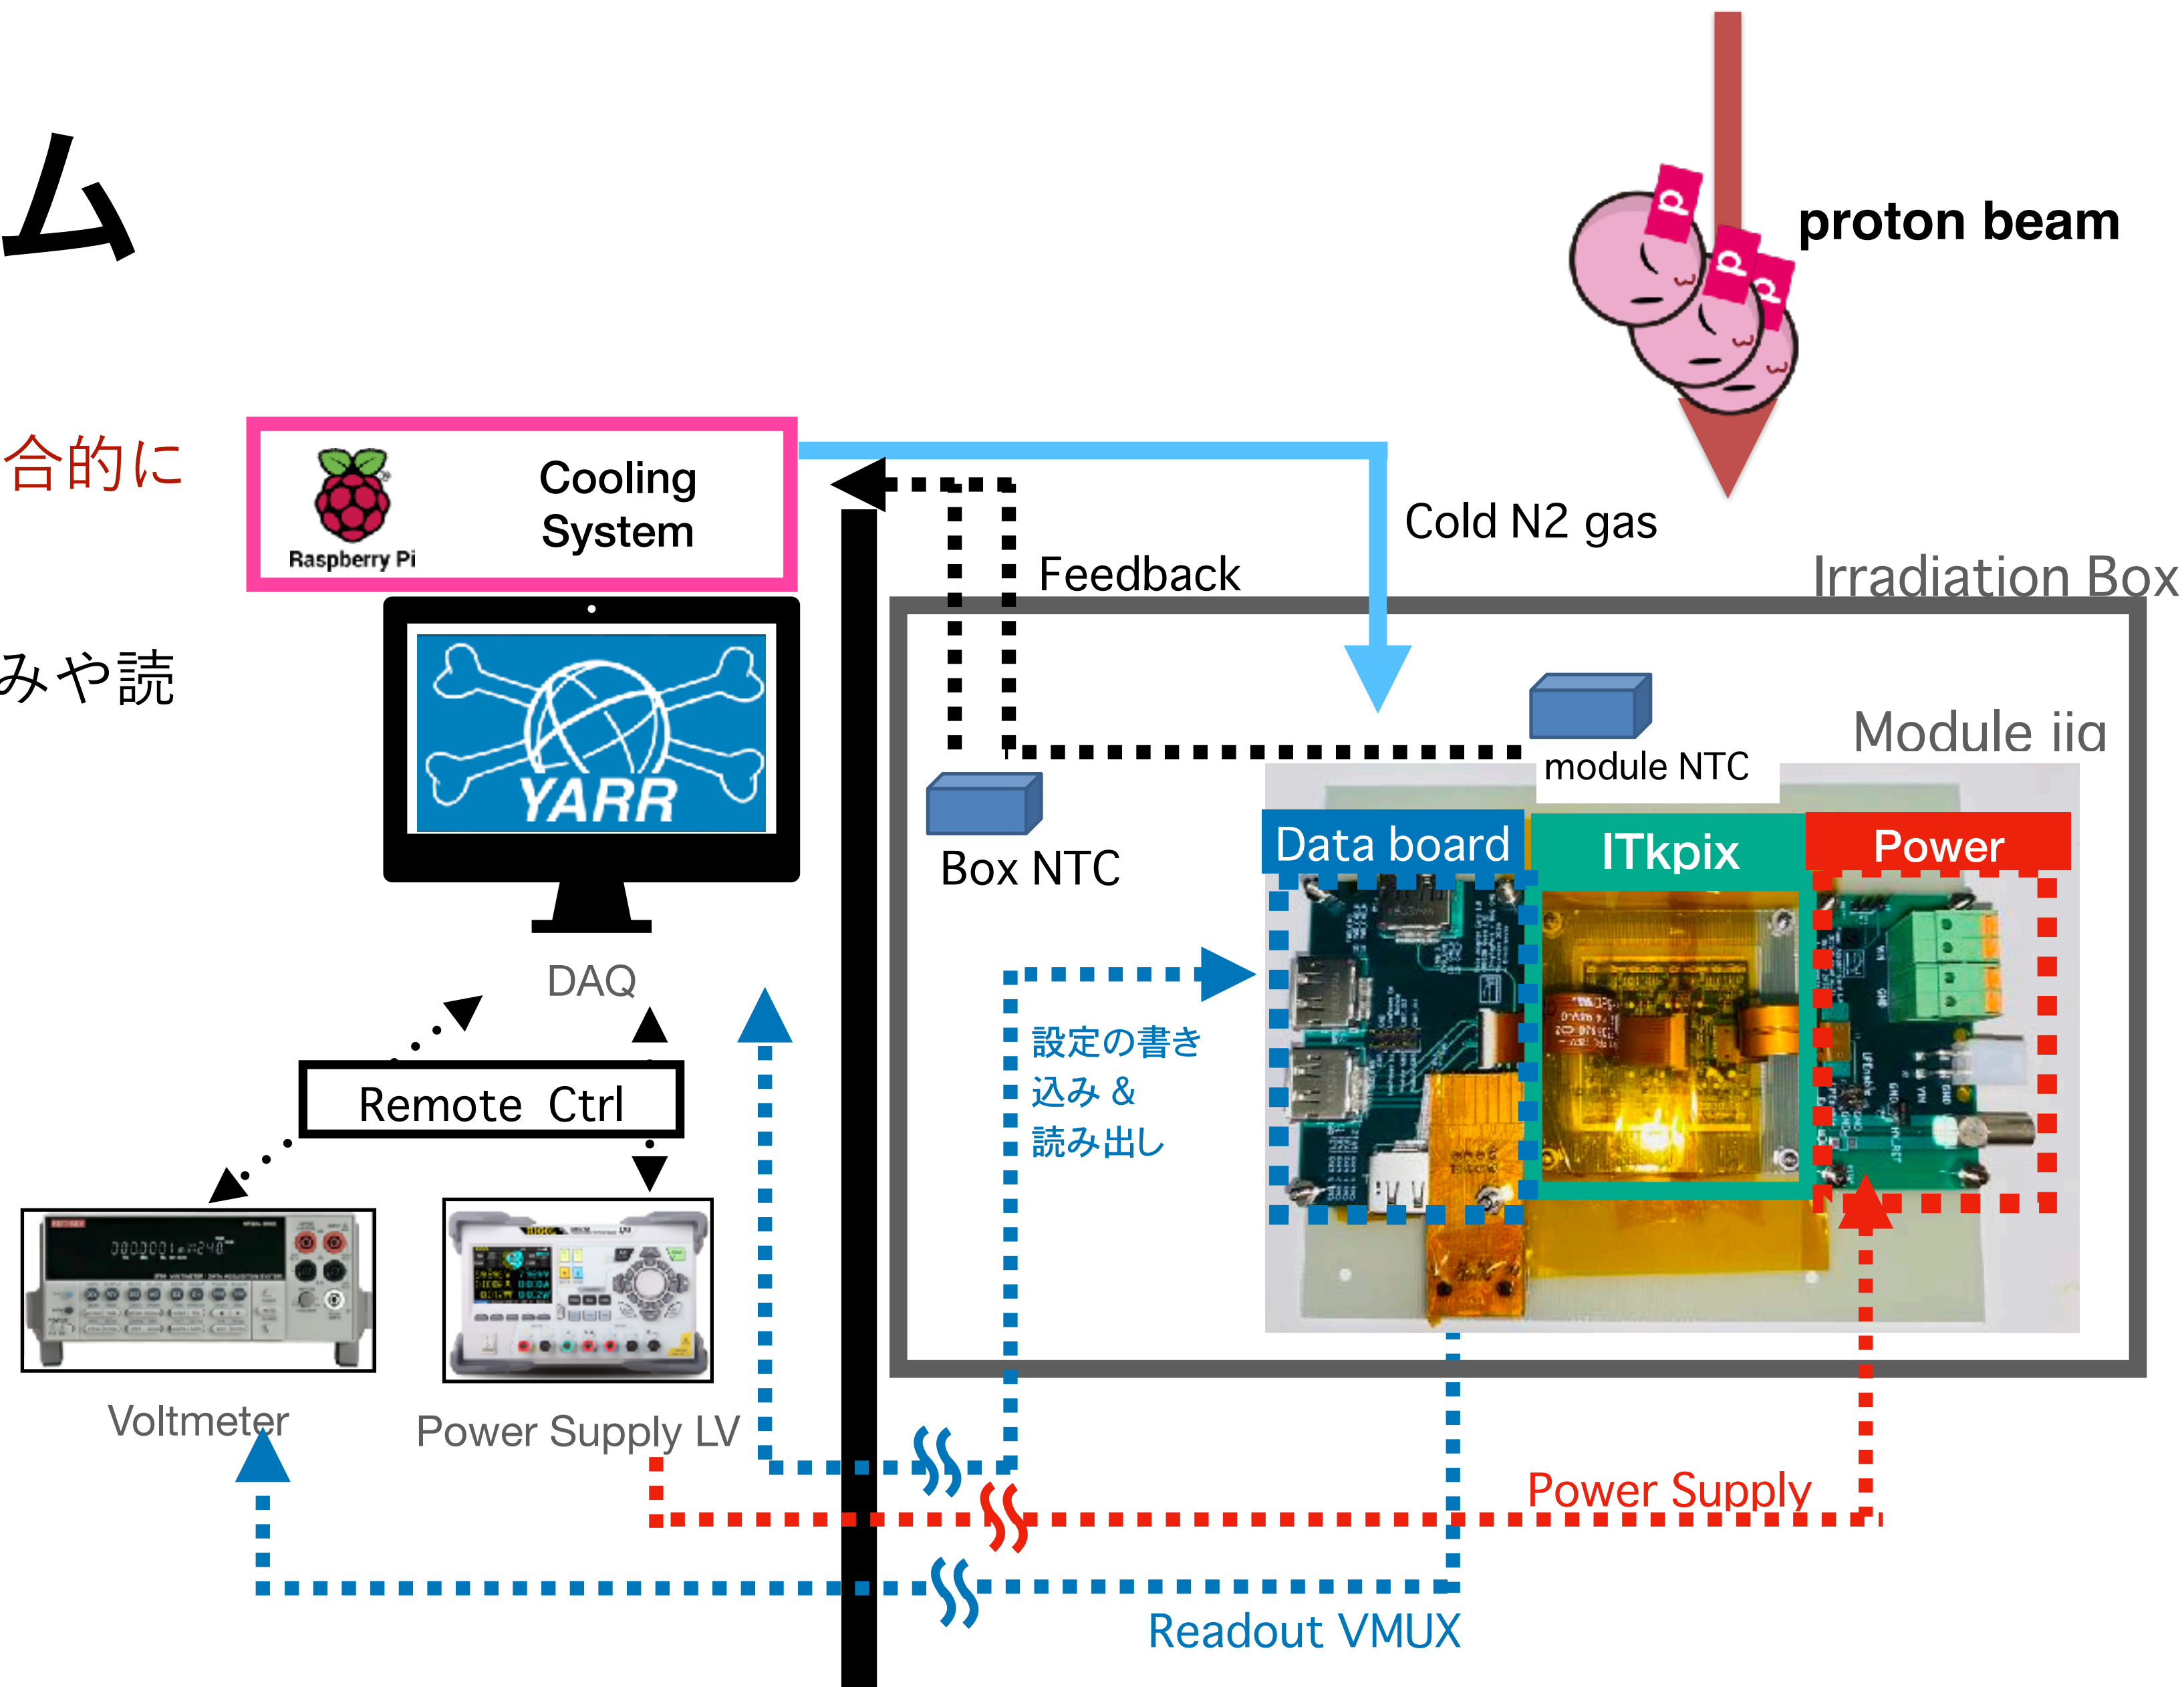 ム
proton beam
合的に
Raspberry Pi
Cooling
System
Cold N2 gas
Feedback
Irradiation Box
みや読
YARR
Module jig
module NTC
Box NTC
Data board
ITkpix
Power
DAQ
設定の書き
込み &
読み出し
Remote Ctrl
Voltmeter
Power Supply LV
Power Supply
Readout VMUX
p
p
p